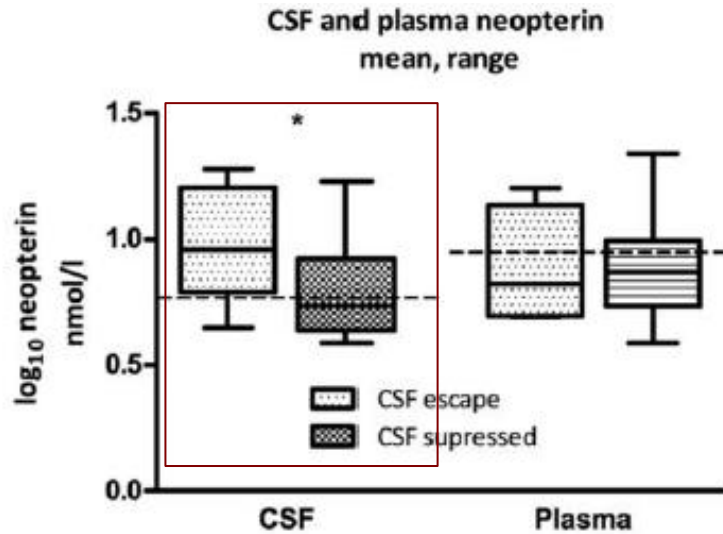 CSF and plasma neopterin
mean, range
log10 neopterin
nmol/l
1.5
*
1.0
0.5
0.0
CSF escape
CSF supressed
CSF
Plasma